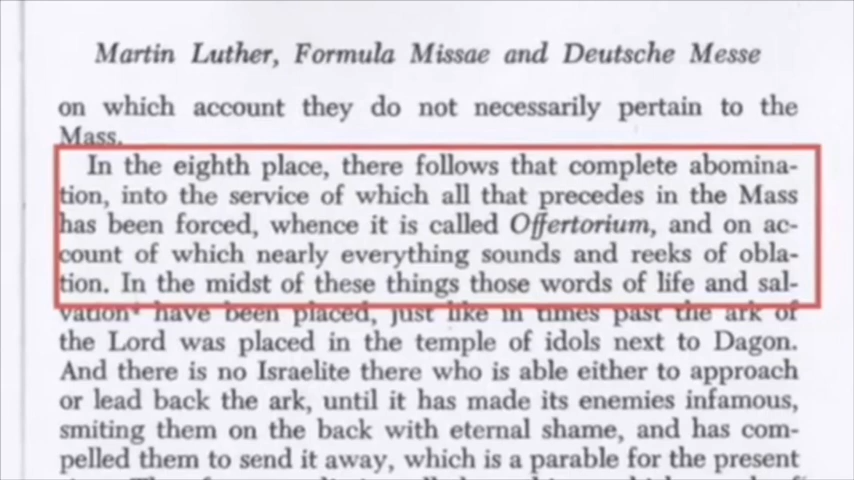 Martin Luther, Formula Missae and Deutsche Messe
on which account they do not necessarily pertain to the
Mass.
In the eighth place, there follows that complete abomina-
tion, into the service of which all that precedes in the Mass
has been forced, whence it is called Offertorium, and on ac-
count of which nearly everything sounds and reeks of obla-
tion. In the midst of these things those words of life and sal-
vation⁴ have been placed, just like in times past the ark of
the Lord was placed in the temple of idols next to Dagon.
And there is no Israelite there who is able either to approach
or lead back the ark, until it has made its enemies infamous,
smiting them on the back with eternal shame, and has com-
pelled them to send it away, which is a parable for the present